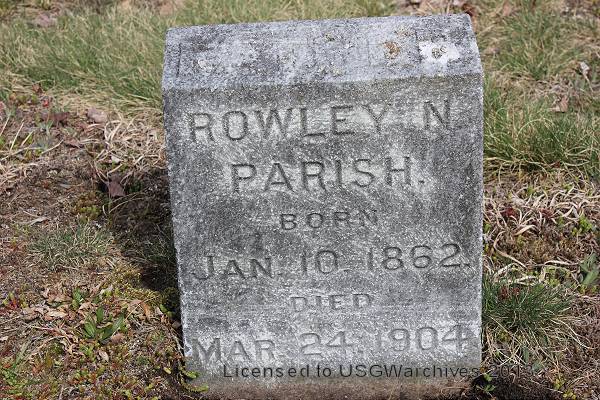 ROWLEY N.
PARISH.
BORN
JAN. 10. 1862.
DIED
MAR. 24. 1904.
Licensed to USGWarchives